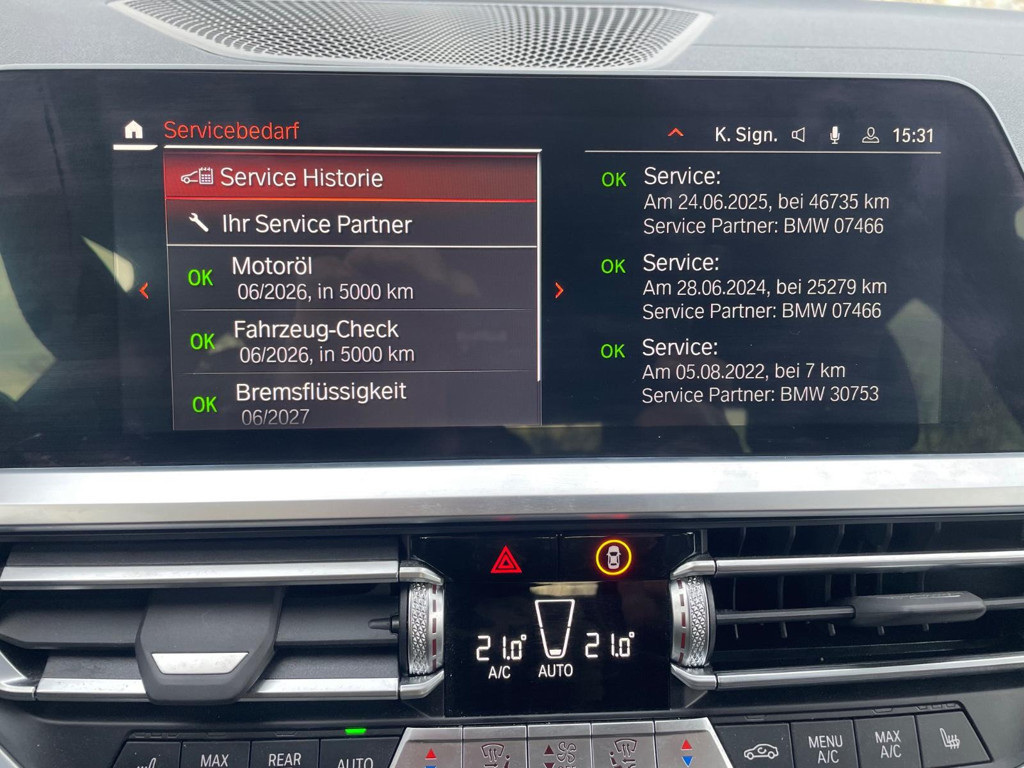 Servicebedarf
K. Sign. 15:31
Service Historie
Ihr Service Partner
OK Motoröl
06/2026, in 5000 km
OK Fahrzeug-Check
06/2026, in 5000 km
OK Bremsflüssigkeit
06/2027
OK Service:
Am 24.06.2025, bei 46735 km
Service Partner: BMW 07466
OK Service:
Am 28.06.2024, bei 25279 km
Service Partner: BMW 07466
OK Service:
Am 05.08.2022, bei 7 km
Service Partner: BMW 30753
21.0° 21.0°
A/C AUTO
MAX
REAR
AUTO
MENU
A/C
MAX
A/C